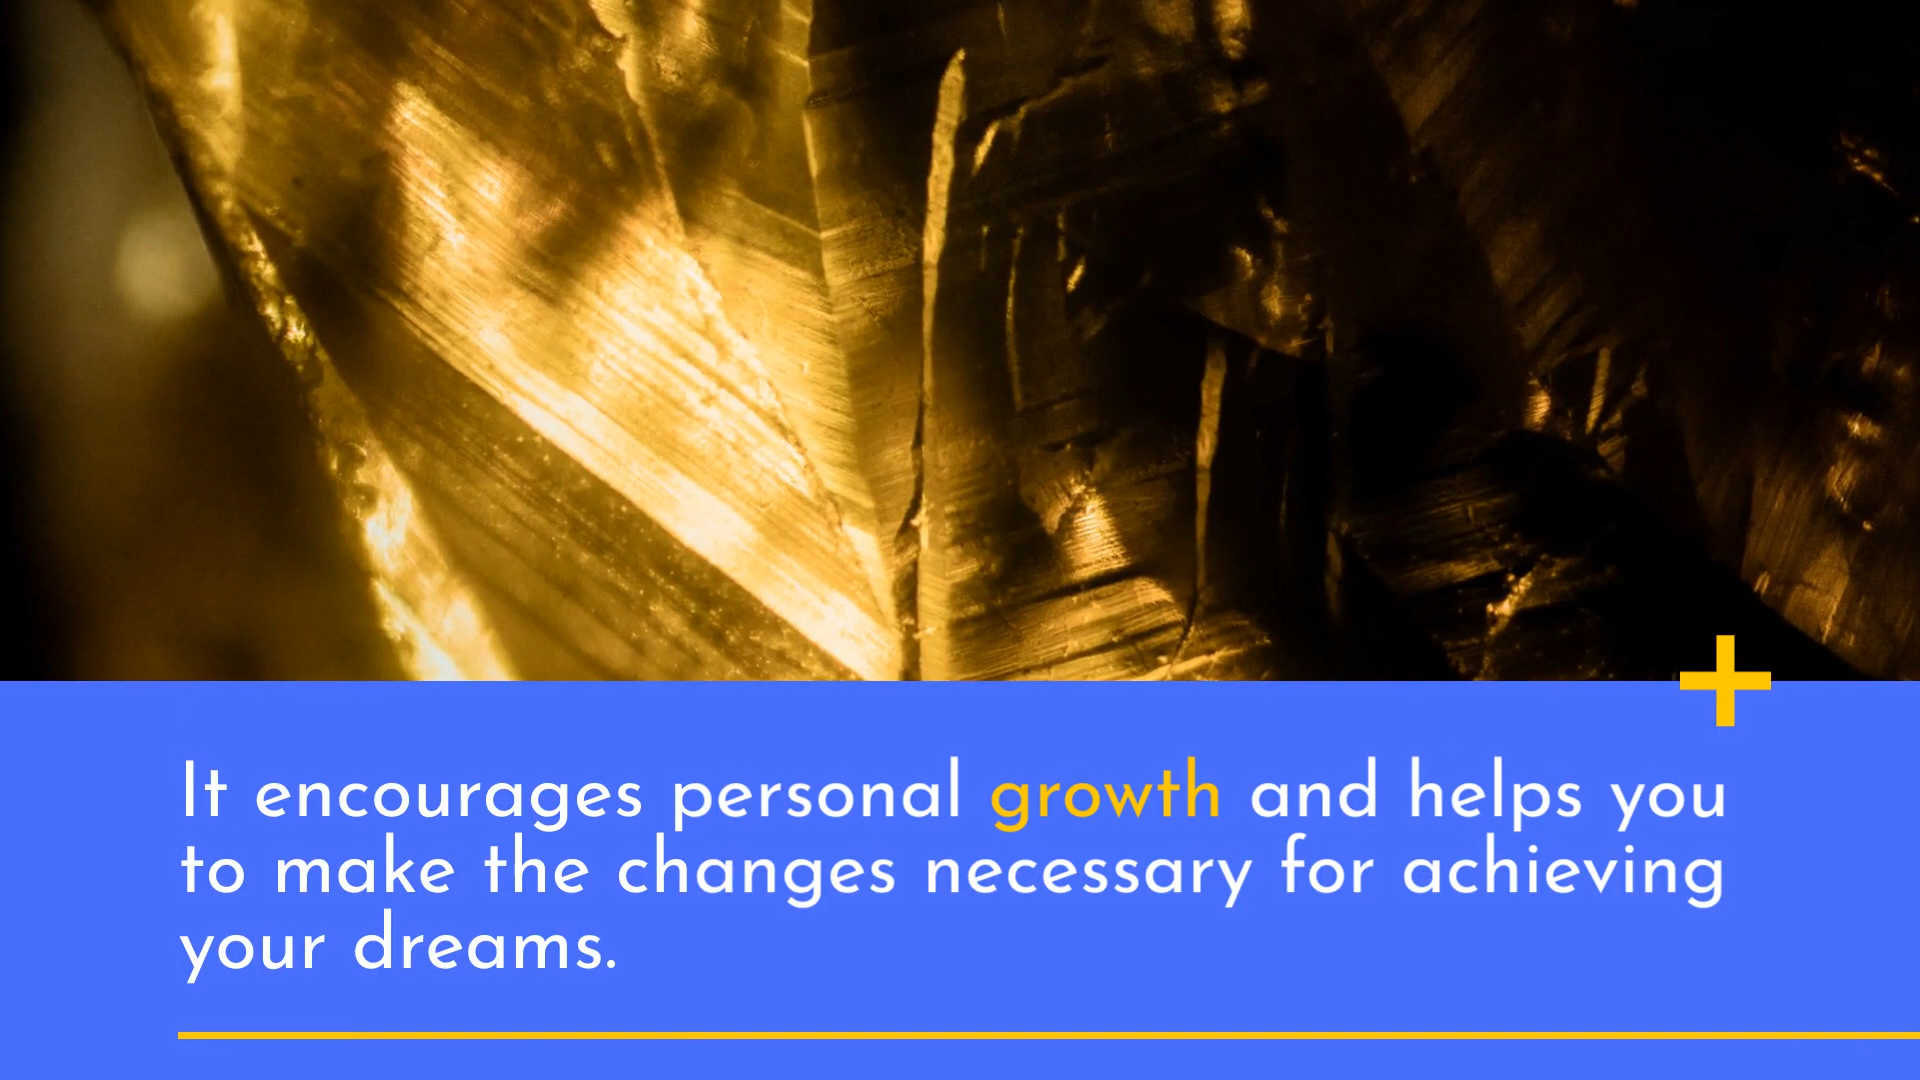 It encourages personal growth and helps you
to make the changes necessary for achieving
your dreams.